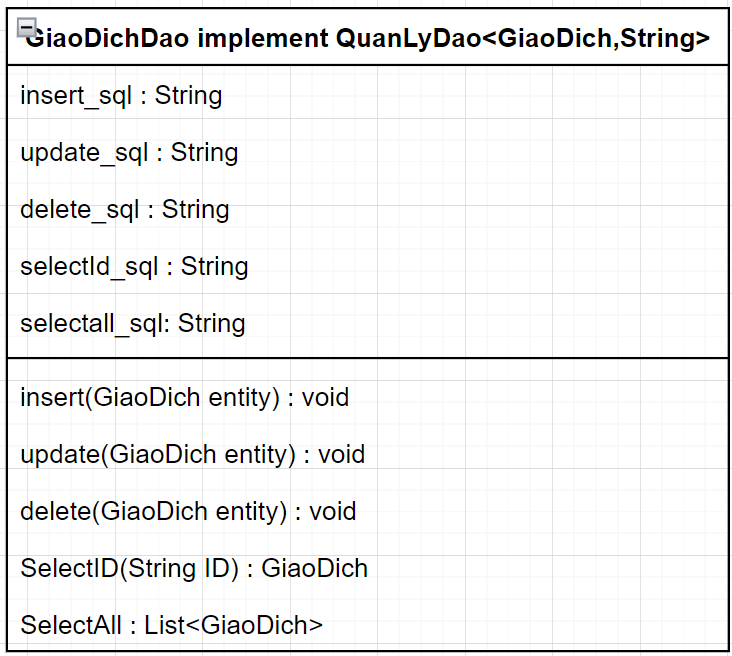 GiaoDichDao implement QuanLyDao<GiaoDich,String>
insert_sql : String
update_sql : String
delete_sql : String
selectId_sql : String
selectall_sql: String
insert(GiaoDich entity) : void
update(GiaoDich entity) : void
delete(GiaoDich entity) : void
SelectID(String ID) : GiaoDich
SelectAll : List<GiaoDich>